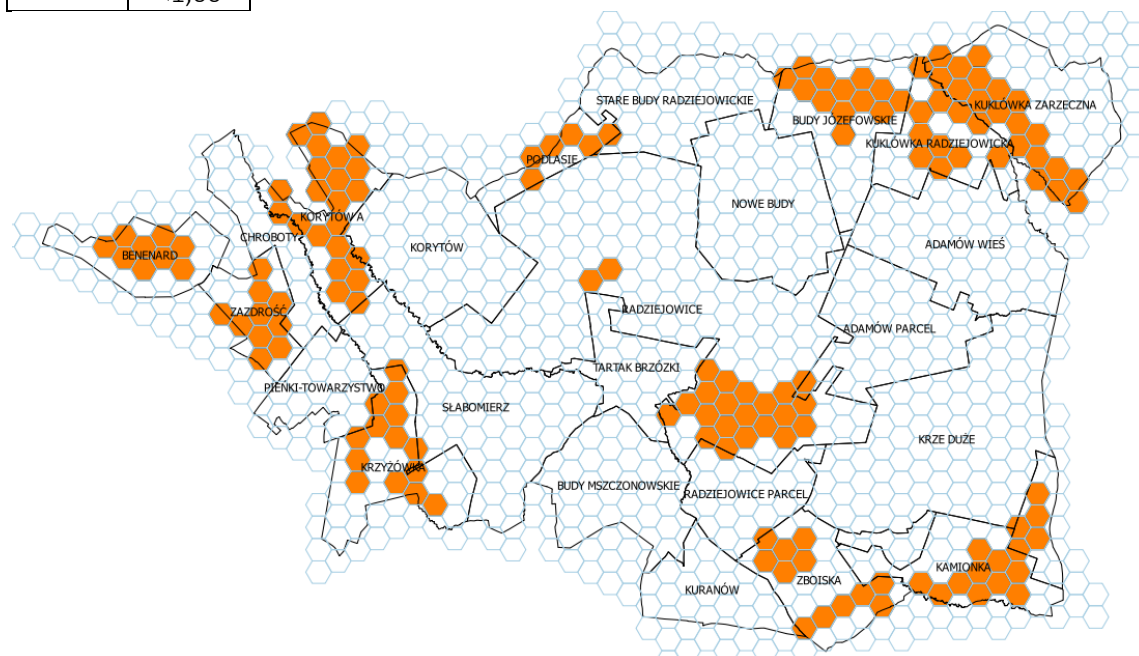 STARE BUDY RADZIEJOWICKIE
KUKLÓWKA ZARZECZNA
BUDY JÓZEFOWSKIE
KUKLÓWKA RADZIEJOWICKA
PODLASIE
NOWE BUDY
KORYTÓW A
CHROBOTY
KORYTÓW
ADAMÓW WIEŚ
BENENARD
ZAZDROŚĆ
RADZIEJOWICE
ADAMÓW PARCEL
TARTAK BRZÓZKI
PIEŃKI-TOWARZYSTWO
SŁABOMIERZ
KRZE DUŻE
KRZYŻÓWKA
BUDY MSZCZONOWSKIE
RADZIEJOWICE PARCEL
KAMIONKA
ZBOISKA
KURANÓW